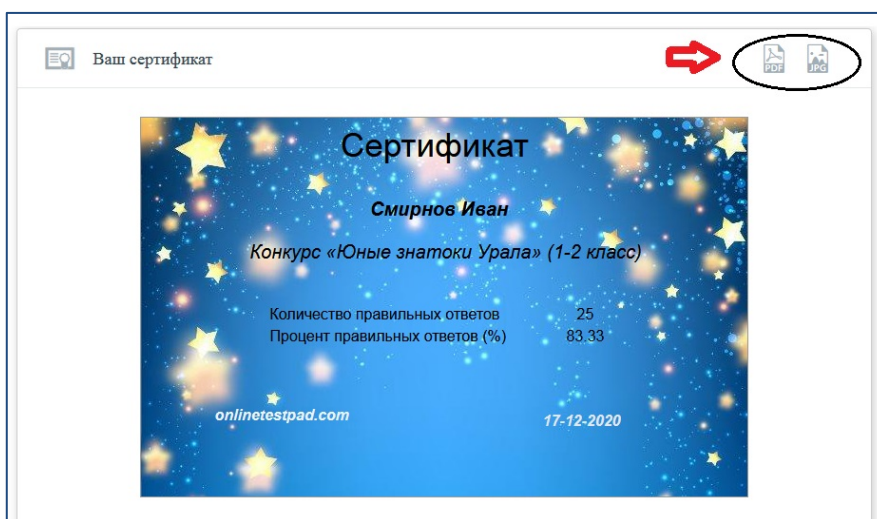 Ваш сертификат
PDF
JPG
Сертификат
Смирнов Иван
Конкурс «Юные знатоки Урала» (1-2 класс)
Количество правильных ответов 25
Процент правильных ответов (%) 83.33
onlinetestpad.com
17-12-2020